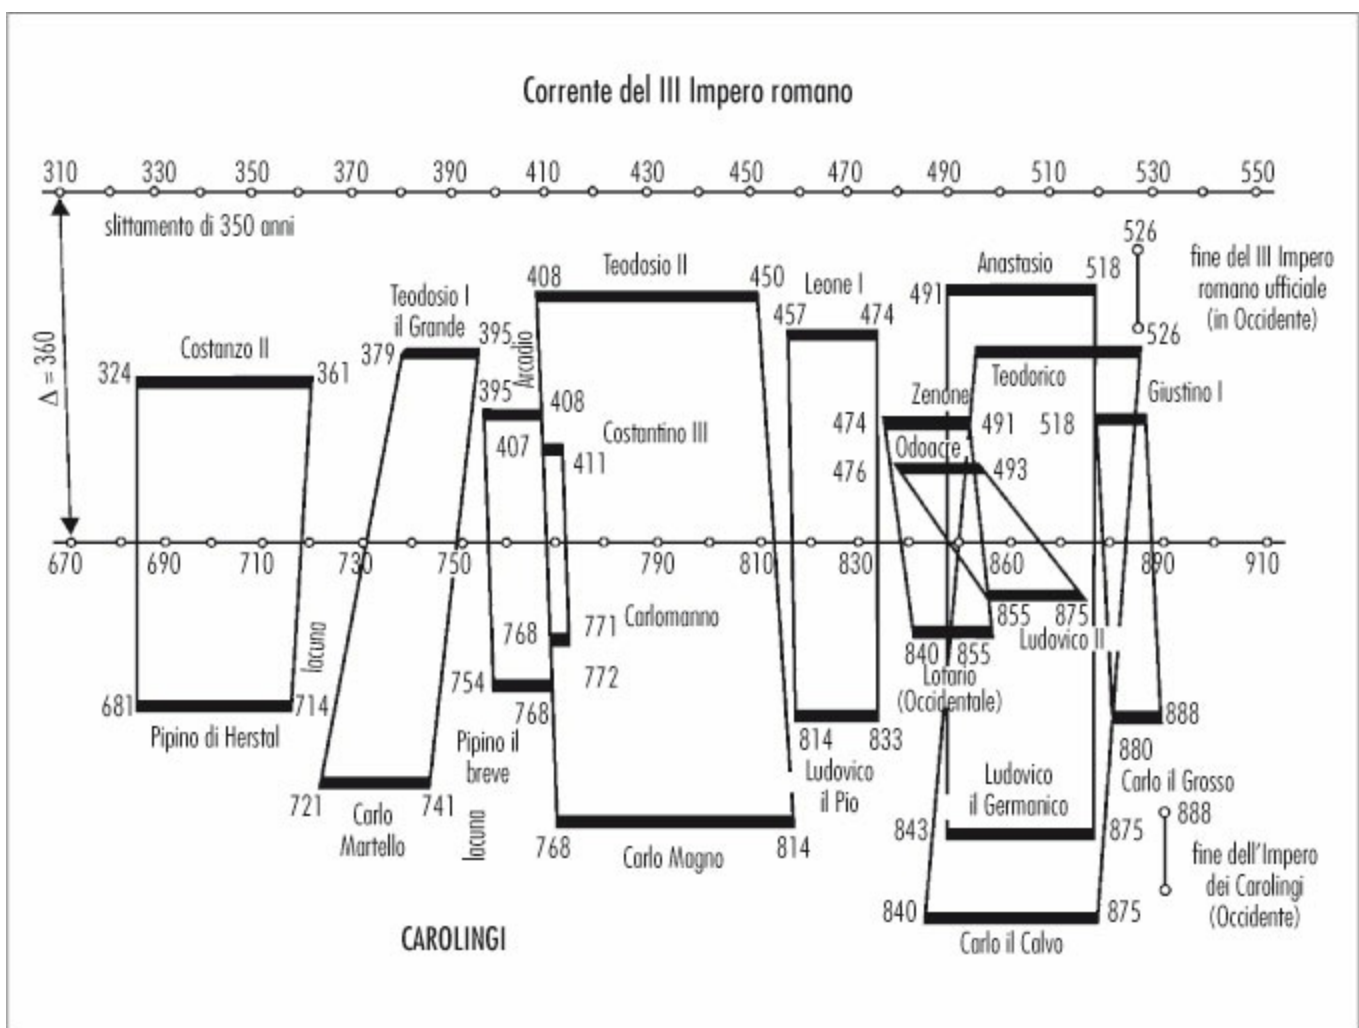 Corrente del III Impero romano
310 330 350 370 390 410 430 450 470 490 510 530 550
slittamento di 350 anni
Δ = 360
526
fine del III Impero
romano ufficiale
(in Occidente)
526
Costanzo II
324 361
Teodosio I
il Grande
379 395
Arcadio
395 408
Teodosio II
408 450
Costantino III
407 411
Leone I
457 474
Anastasio
491 518
Teodorico
Zenone
474 491
Odoacre
476 493
Giustino I
518
670 690 710 730 750 790 810 830 860 890 910
681 714
Pipino di Herstal
lacuna
721 741
Carlo
Martello
lacuna
754 768
Pipino il
breve
768 771
Carlomanno
772
768 814
Carlo Magno
814 833
Ludovico
il Pio
840 855
Lotario
(Occidentale)
855 875
Ludovico II
843 875
Ludovico
il Germanico
840 875
Carlo il Calvo
880 888
Carlo il Grosso
888
fine dell'Impero
dei Carolingi
(Occidente)
CAROLINGI